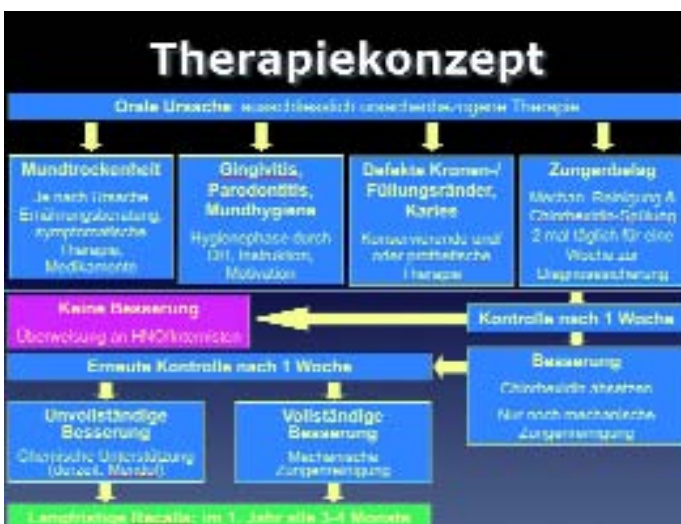 Therapiekonzept
Orale Ursache: ausschliesslich ursachenbezogene Therapie
Mundtrockenheit
Je nach Ursache
Ernährungsberatung,
symptomatische
Therapie,
Medikamente
Gingivitis,
Parodontitis,
Mundhygiene
Hygienephase durch
DH, Instruktion,
Motivation
Defekte Kronen-/
Füllungsränder,
Karies
Konservierende und/
oder prothetische
Therapie
Zungenbelag
Mechan. Reinigung &
Chlorhexidin-Spülung
2 mal täglich für eine
Woche zur
Diagnosesicherung
Keine Besserung
Überweisung an HNO/Internisten
Kontrolle nach 1 Woche
Erneute Kontrolle nach 1 Woche
Besserung
Chlorhexidin absetzen
Nur noch mechanische
Zungenreinigung
Unvollständige
Besserung
Chemische Unterstützung
(derzeit, Meridol)
Vollständige
Besserung
Mechanische
Zungenreinigung
Langfristige Recalls: im 1. Jahr alle 3-4 Monate